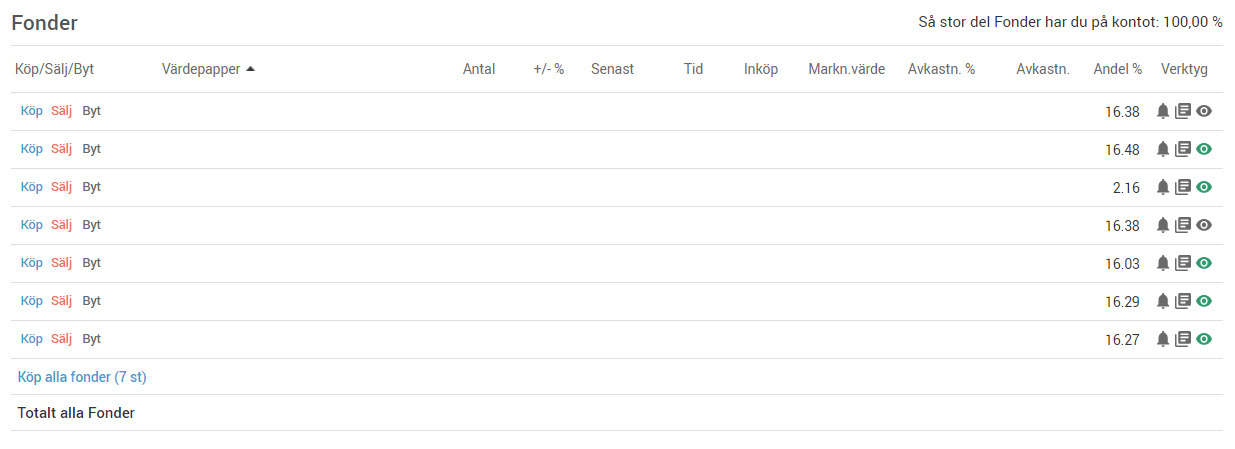 Fonder
Så stor del Fonder har du på kontot: 100,00 %
Köp/Sälj/Byt Värdepapper Antal +/- % Senast Tid Inköp Markn.värde Avkastn. % Avkastn. Andel % Verktyg
Köp Sälj Byt 16.38
Köp Sälj Byt 16.48
Köp Sälj Byt 2.16
Köp Sälj Byt 16.38
Köp Sälj Byt 16.03
Köp Sälj Byt 16.29
Köp Sälj Byt 16.27
Köp alla fonder (7 st)
Totalt alla Fonder